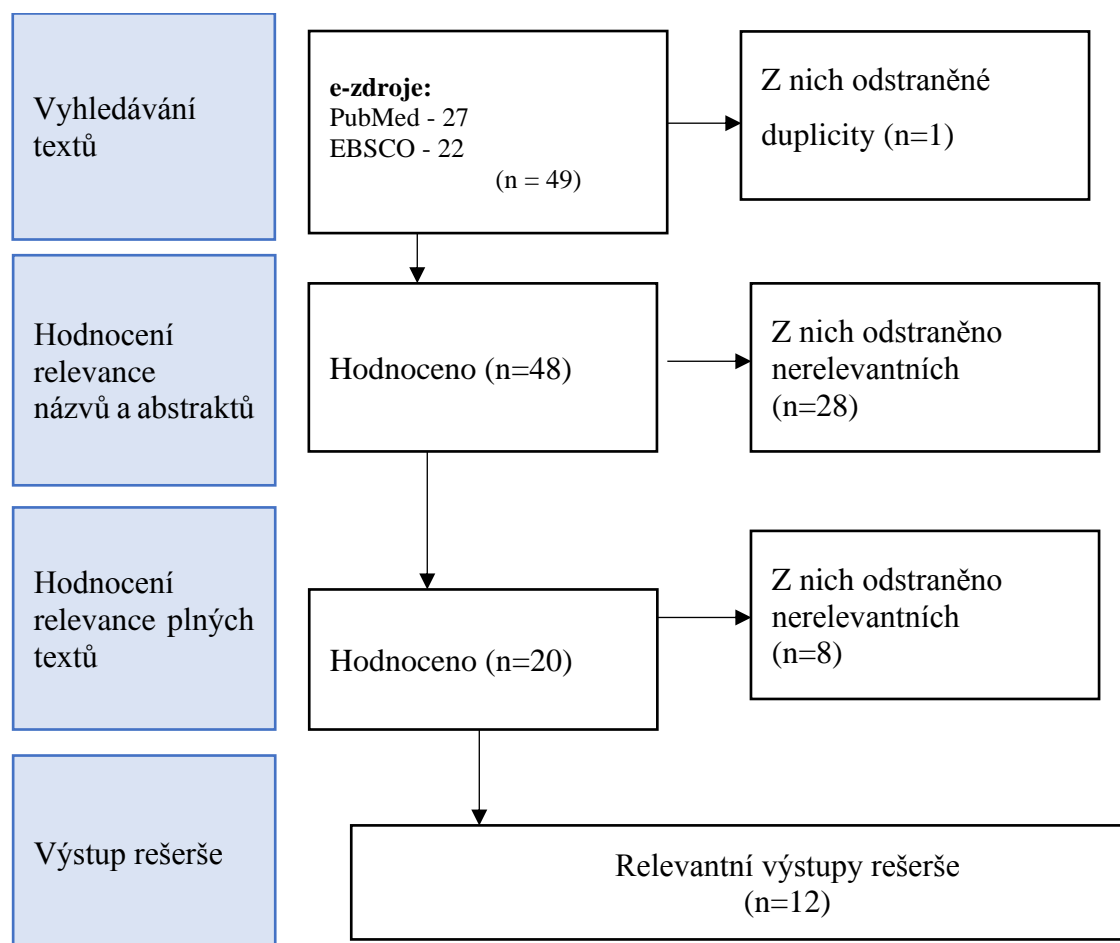 Vyhledávání
textů
e-zdroje:
PubMed - 27
EBSCO - 22
(n = 49)
Z nich odstraněné
duplicity (n=1)
Hodnocení
relevance
názvů a abstraktů
Hodnoceno (n=48)
Z nich odstraněno
nerelevantních
(n=28)
Hodnocení
relevance plných
textů
Hodnoceno (n=20)
Z nich odstraněno
nerelevantních
(n=8)
Výstup rešerše
Relevantní výstupy rešerše
(n=12)